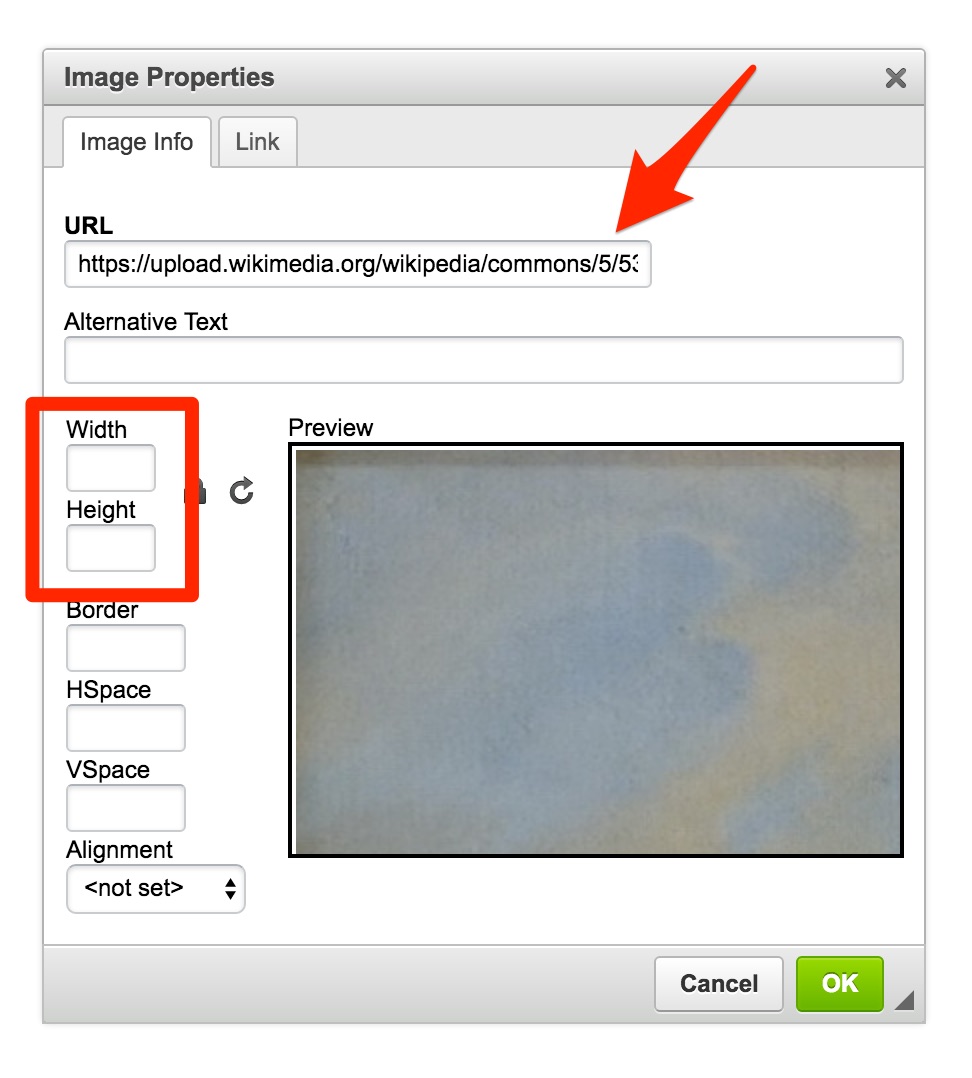 Image Properties
Image Info Link
URL
https://upload.wikimedia.org/wikipedia/commons/5/53
Alternative Text
Width
Preview
Height
Border
HSpace
VSpace
Alignment
<not set>
Cancel OK